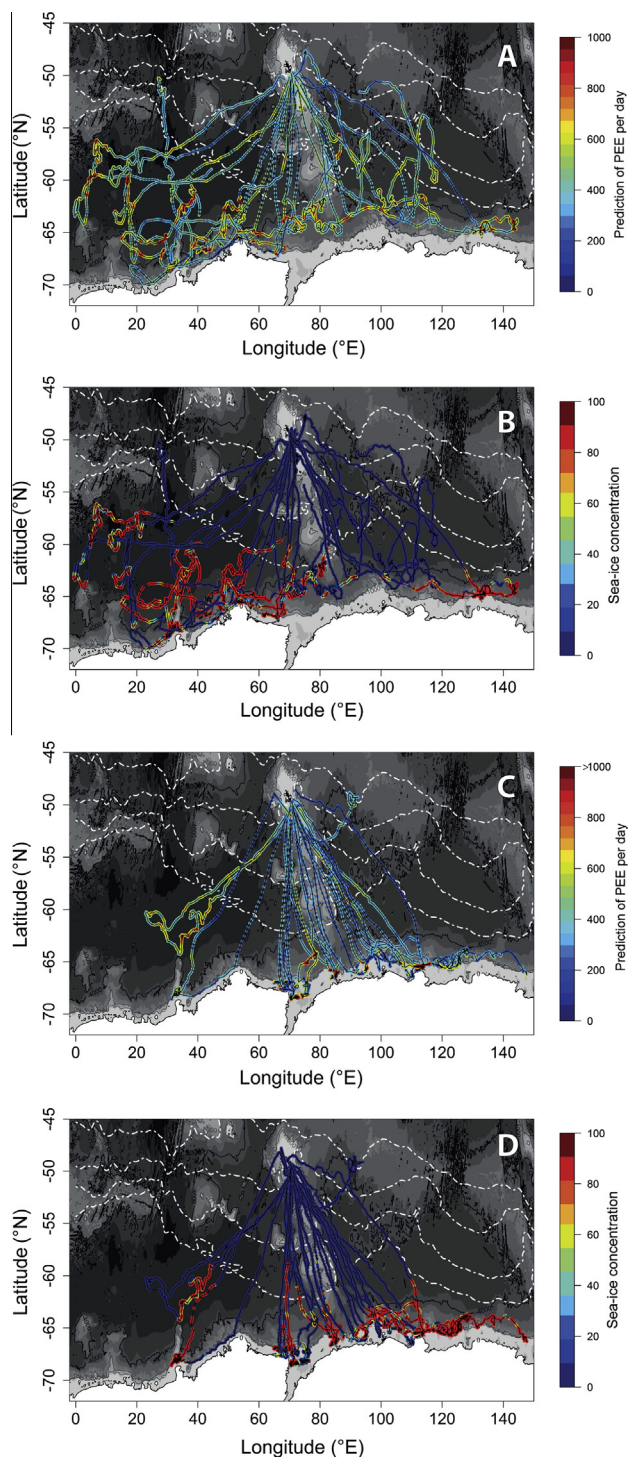 A
-45
-50
-55
-60
-65
-70
Latitude (°N)
0 20 40 60 80 100 120 140
Longitude (°E)
1000
800
600
400
200
0
Prediction of PEE per day
B
-45
-50
-55
-60
-65
-70
Latitude (°N)
0 20 40 60 80 100 120 140
Longitude (°E)
100
80
60
40
20
0
Sea-ice concentration
C
-45
-50
-55
-60
-65
-70
Latitude (°N)
0 20 40 60 80 100 120 140
Longitude (°E)
>1000
800
600
400
200
0
Prediction of PEE per day
D
-45
-50
-55
-60
-65
-70
Latitude (°N)
0 20 40 60 80 100 120 140
Longitude (°E)
100
80
60
40
20
0
Sea-ice concentration